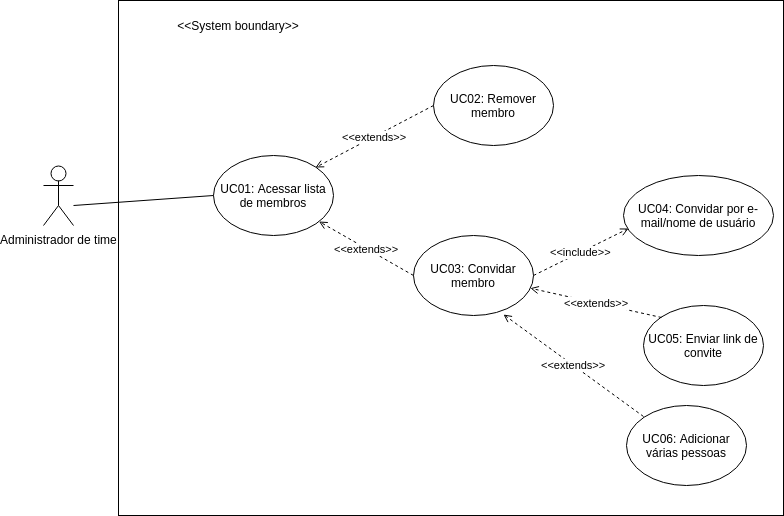 <<System boundary>>
UC02: Remover
membro
<<extends>>
UC01: Acessar lista
de membros
Administrador de time
<<extends>>
UC03: Convidar
membro
<<include>>
UC04: Convidar por e-
mail/nome de usuário
<<extends>>
UC05: Enviar link de
convite
<<extends>>
UC06: Adicionar
várias pessoas